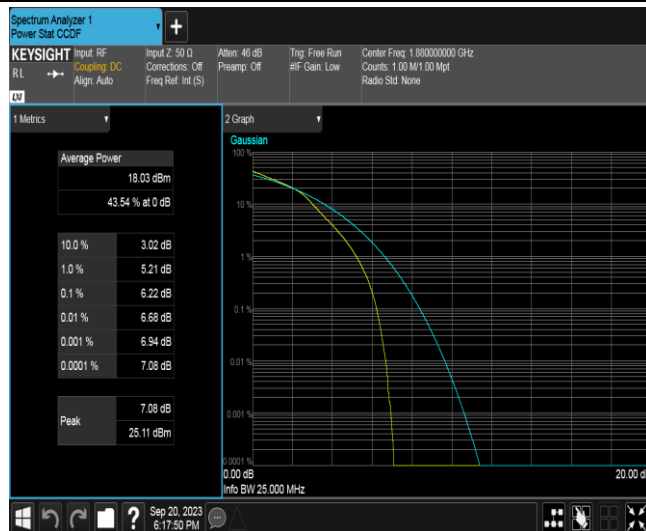 Spectrum Analyzer 1
Power Stat CCDF
+
KEYSIGHT
RL
Input: RF
Coupling: DC
Align: Auto
Input Z: 50 Ω
Corrections: Off
Freq Ref: Int (S)
Atten: 46 dB
Preamp: Off
Trig: Free Run
#IF Gain: Low
Center Freq: 1.880000000 GHz
Counts: 1.00 M/1.00 Mpt
Radio Std: None
1 Metrics
Average Power
18.03 dBm
43.54 % at 0 dB
10.0 % 3.02 dB
1.0 % 5.21 dB
0.1 % 6.22 dB
0.01 % 6.68 dB
0.001 % 6.94 dB
0.0001 % 7.08 dB
Peak
7.08 dB
25.11 dBm
2 Graph
Gaussian
100 %
10 %
1 %
0.1 %
0.01 %
0.001 %
0.0001 %
0.00 dB
20.00 d
Info BW 25.000 MHz
?
Sep 20, 2023
6:17:50 PM